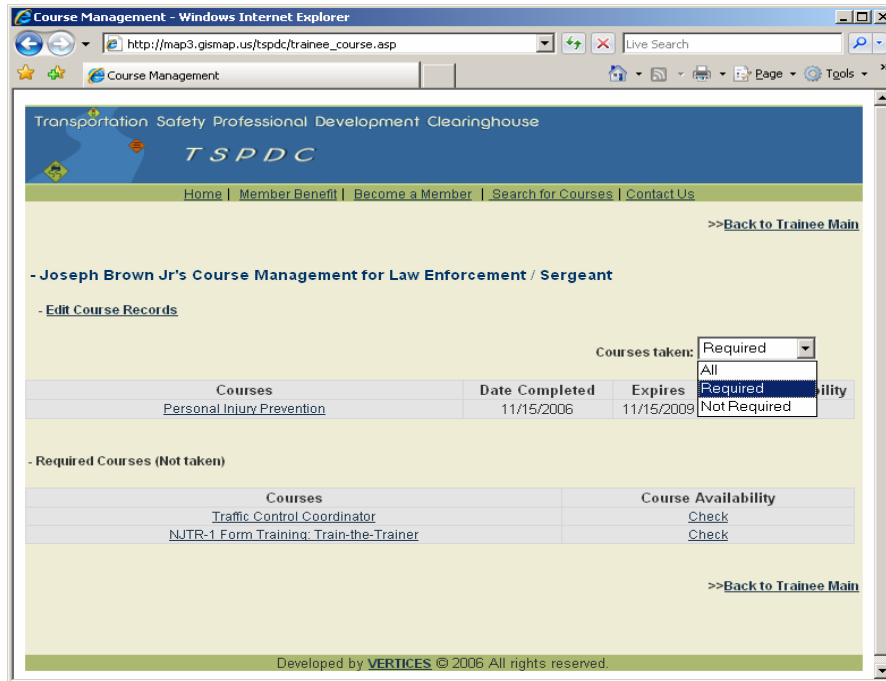 Course Management - Windows Internet Explorer
http://map3.gismap.us/tspdc/trainee_course.asp
Live Search
Course Management
Page
Tools
Transportation Safety Professional Development Clearinghouse
TSPDC
Home | Member Benefit | Become a Member | Search for Courses | Contact Us
>>Back to Trainee Main
- Joseph Brown Jr's Course Management for Law Enforcement / Sergeant
- Edit Course Records
Courses taken: Required
All
Required
Not Required
Courses Date Completed Expires ility
Personal Injury Prevention 11/15/2006 11/15/2009
- Required Courses (Not taken)
Courses Course Availability
Traffic Control Coordinator Check
NJTR-1 Form Training: Train-the-Trainer Check
>>Back to Trainee Main
Developed by VERTICES © 2006 All rights reserved.